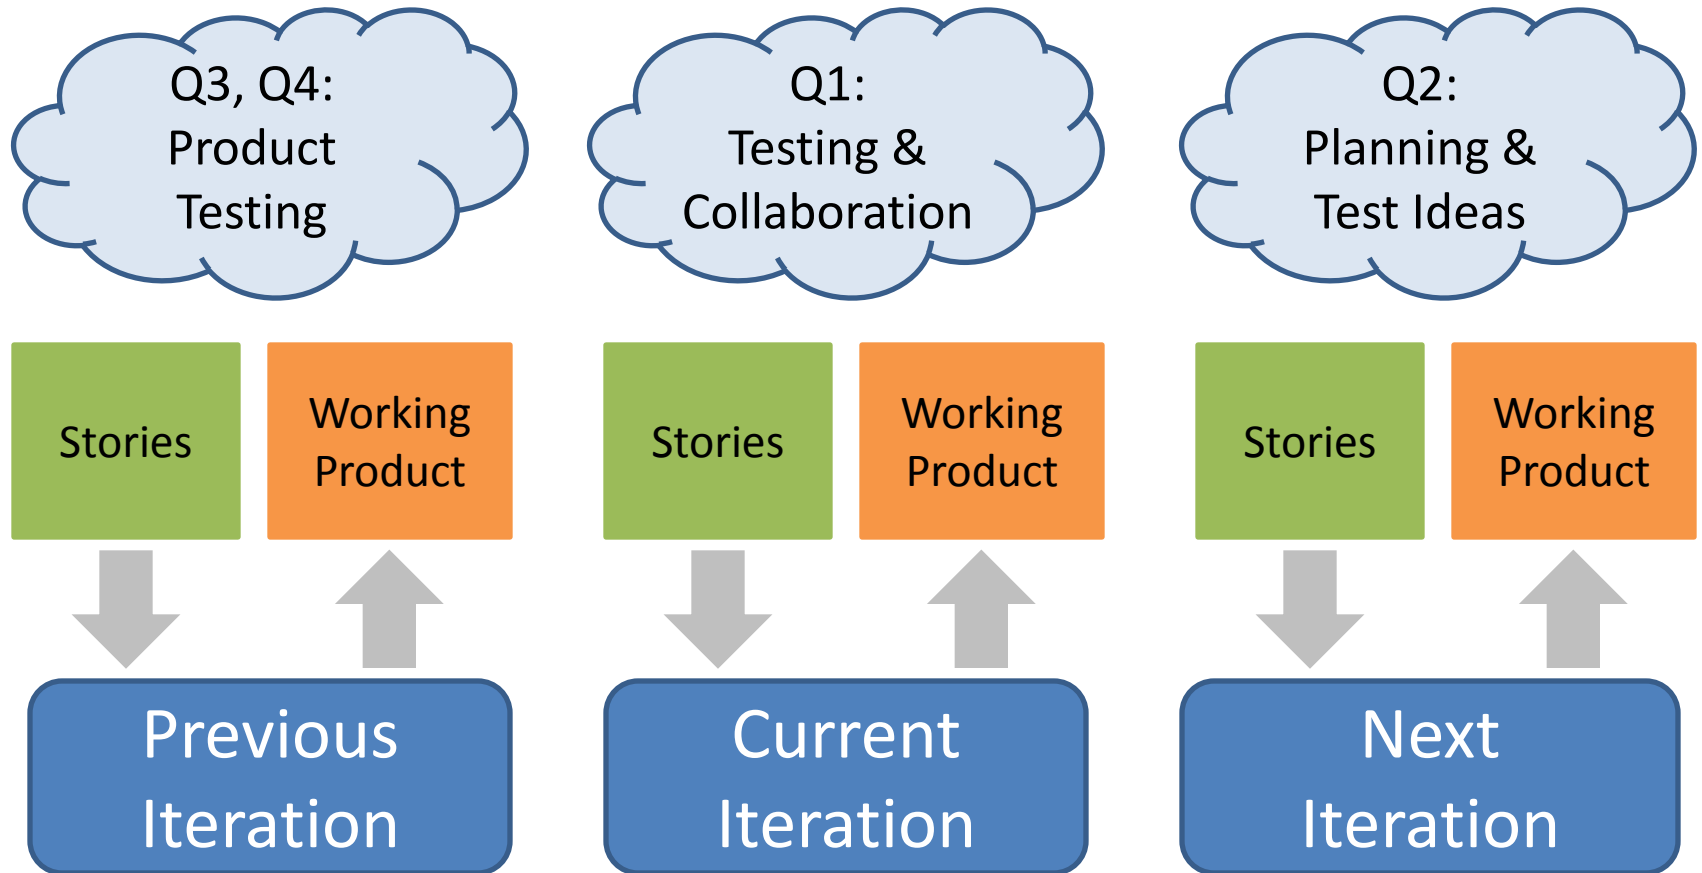 Q3, Q4:
Product
Testing
Q1:
Testing &
Collaboration
Q2:
Planning &
Test Ideas
Stories
Working
Product
Stories
Working
Product
Stories
Working
Product
Previous
Iteration
Current
Iteration
Next
Iteration